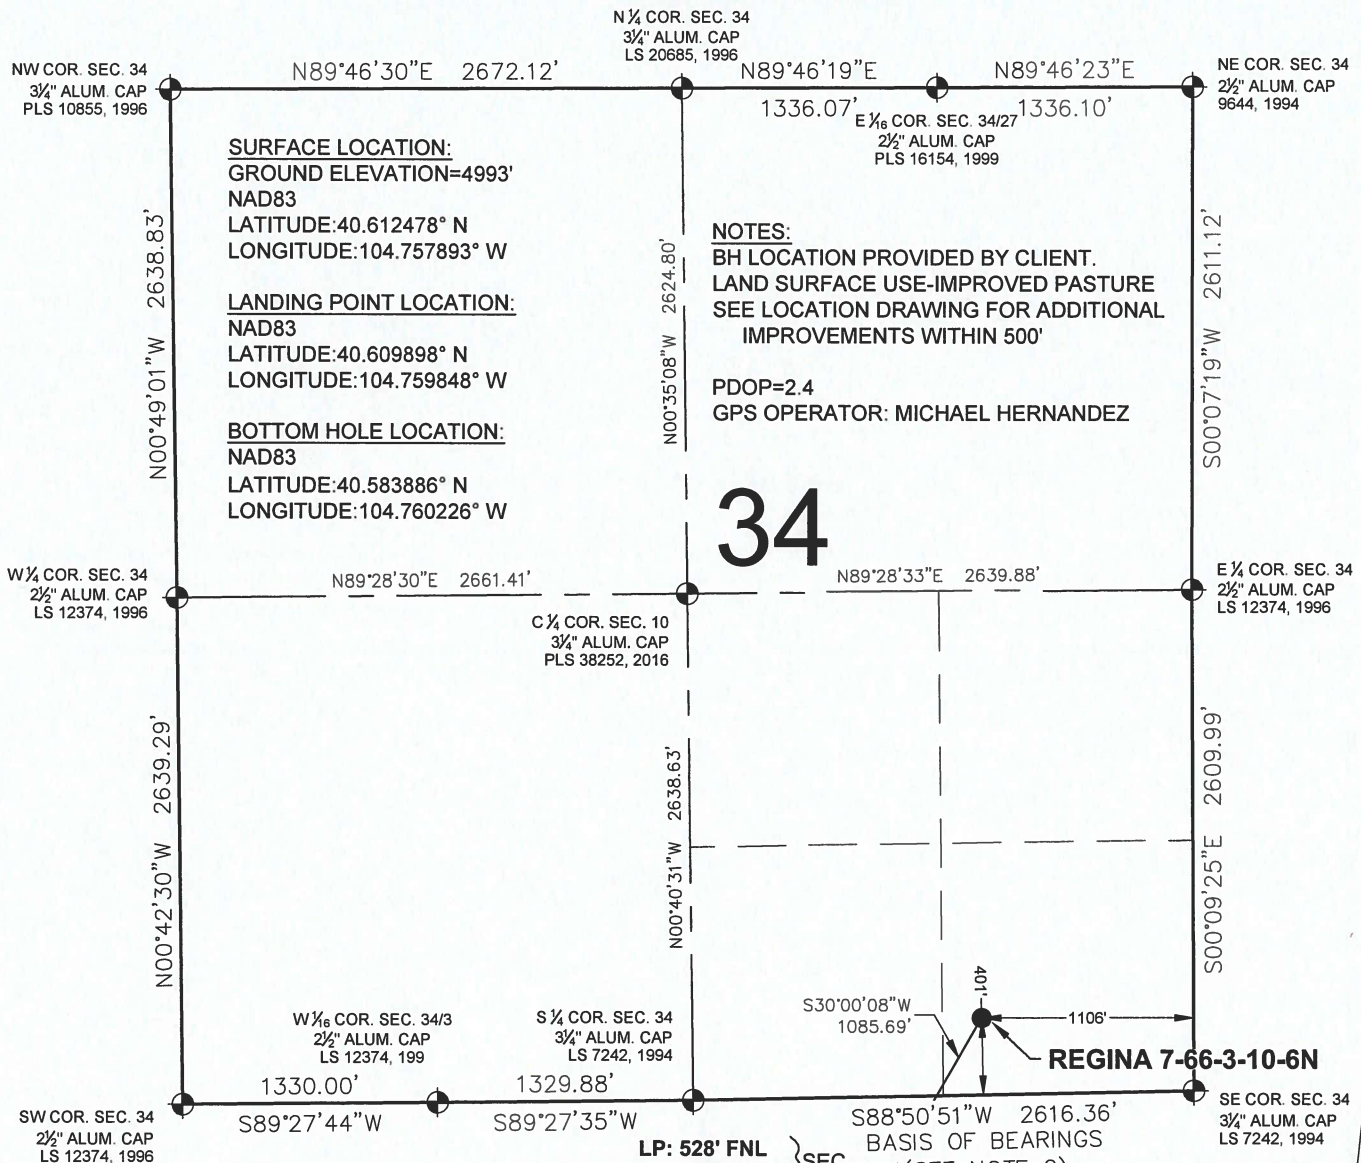 N ¼ COR. SEC. 34
3¼" ALUM. CAP
LS 20685, 1996
NW COR. SEC. 34
3¼" ALUM. CAP
PLS 10855, 1996
N89°46'30"E 2672.12'
N89°46'19"E
1336.07'
N89°46'23"E
1336.10'
NE COR. SEC. 34
2½" ALUM. CAP
9644, 1994
E ⅟₁₆ COR. SEC. 34/27
2½" ALUM. CAP
PLS 16154, 1999
SURFACE LOCATION:
GROUND ELEVATION=4993'
NAD83
LATITUDE:40.612478° N
LONGITUDE:104.757893° W
LANDING POINT LOCATION:
NAD83
LATITUDE:40.609898° N
LONGITUDE:104.759848° W
BOTTOM HOLE LOCATION:
NAD83
LATITUDE:40.583886° N
LONGITUDE:104.760226° W
NOTES:
BH LOCATION PROVIDED BY CLIENT.
LAND SURFACE USE-IMPROVED PASTURE
SEE LOCATION DRAWING FOR ADDITIONAL
IMPROVEMENTS WITHIN 500'
PDOP=2.4
GPS OPERATOR: MICHAEL HERNANDEZ
N00°49'01"W 2638.83'
N00°35'08"W 2624.80'
S00°07'19"W 2611.12'
34
W ¼ COR. SEC. 34
2½" ALUM. CAP
LS 12374, 1996
N89°28'30"E 2661.41'
N89°28'33"E 2639.88'
E ¼ COR. SEC. 34
2½" ALUM. CAP
LS 12374, 1996
C ¼ COR. SEC. 10
3¼" ALUM. CAP
PLS 38252, 2016
N00°42'30"W 2639.29'
N00°40'31"W 2638.63'
S00°09'25"E 2609.99'
401'
1106'
S30°00'08"W
1085.69'
REGINA 7-66-3-10-6N
W ⅟₁₆ COR. SEC. 34/3
2½" ALUM. CAP
LS 12374, 199
S ¼ COR. SEC. 34
3¼" ALUM. CAP
LS 7242, 1994
1330.00'
S89°27'44"W
1329.88'
S89°27'35"W
S88°50'51"W 2616.36'
BASIS OF BEARINGS
(SEE NOTE 2)
SW COR. SEC. 34
2½" ALUM. CAP
LS 12374, 1996
SE COR. SEC. 34
3¼" ALUM. CAP
LS 7242, 1994
LP: 528' FNL
SEC